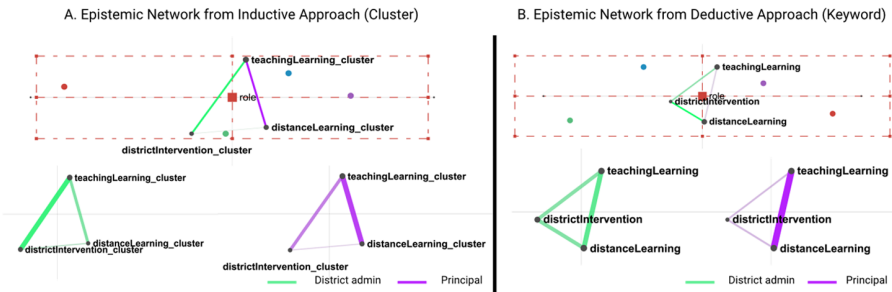 A. Epistemic Network from Inductive Approach (Cluster)
teachingLearning_cluster
role
distanceLearning_cluster
districtIntervention_cluster
teachingLearning_cluster
distanceLearning_cluster
districtIntervention_cluster
teachingLearning_cluster
distanceLearning_cluster
districtIntervention_cluster
District admin
Principal
B. Epistemic Network from Deductive Approach (Keyword)
teachingLearning
role
districtIntervention
distanceLearning
teachingLearning
districtIntervention
distanceLearning
teachingLearning
districtIntervention
distanceLearning
District admin
Principal